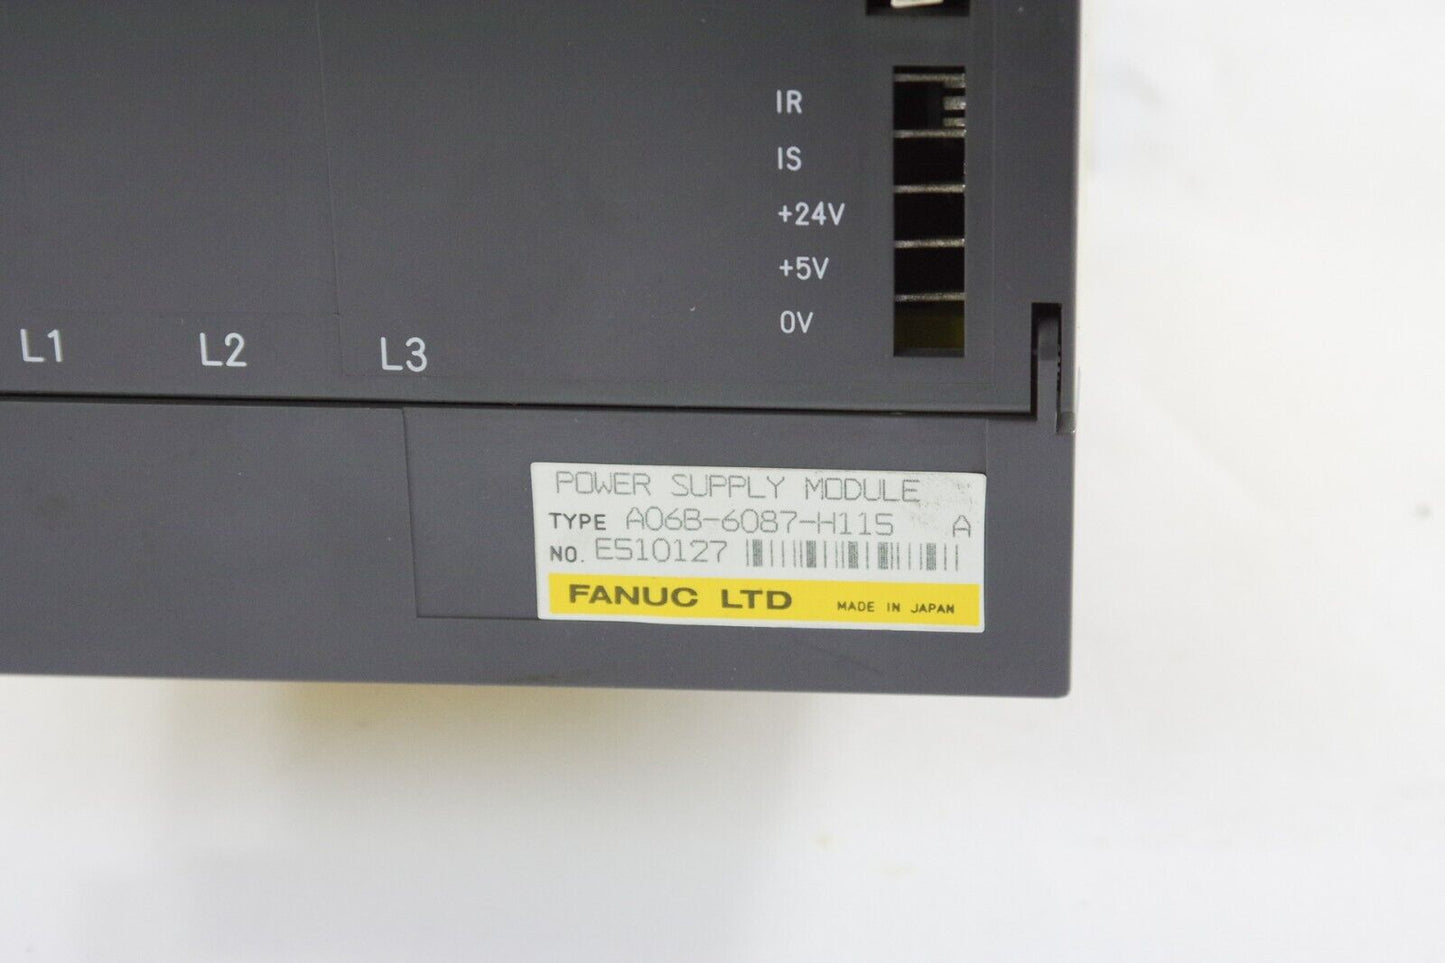 IR
IS
+24V
+5V
0V
L1 L2 L3
POWER SUPPLY MODULE
TYPE A06B-6087-H115 A
NO. E510127
FANUC LTD MADE IN JAPAN